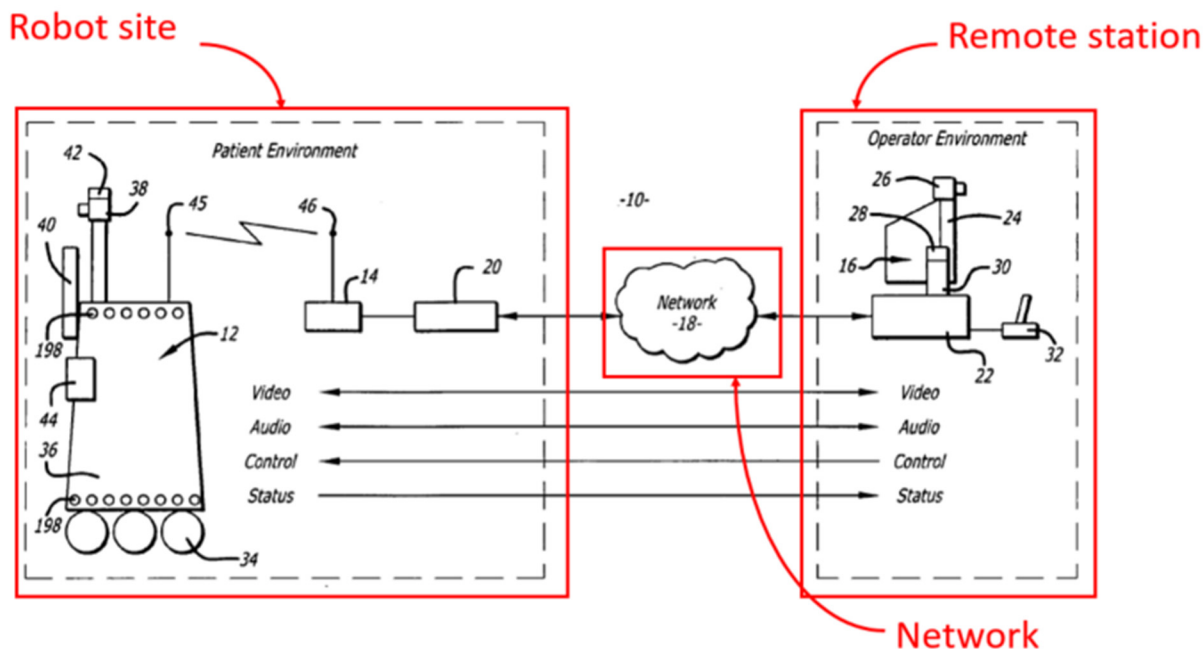 Robot site
Remote station
Patient Environment
Operator Environment
42
38
40
45
46
-10-
26
28
24
14
20
16
30
Network
-18-
198
12
22
32
44
Video
Video
Audio
Audio
36
Control
Control
Status
Status
198
34
Network